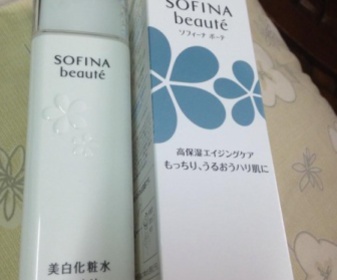 SOFINA
beauté
美白化粧水
SOFINA
beauté
ソフィーナ ボーテ
高保湿エイジングケア
もっちり、うるおうハリ肌に